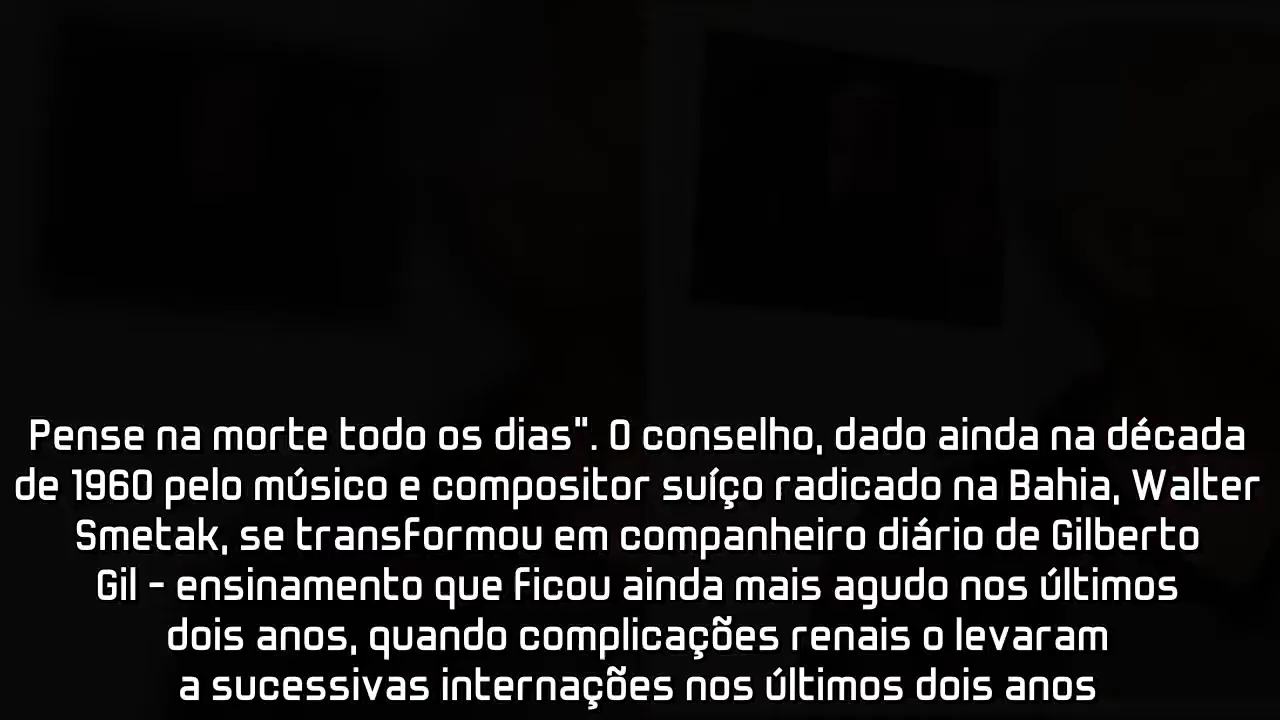 Pense na morte todo os dias". O conselho, dado ainda na década
de 1960 pelo músico e compositor suíço radicado na Bahia, Walter
Smetak, se transformou em companheiro diário de Gilberto
Gil - ensinamento que ficou ainda mais agudo nos últimos
dois anos, quando complicações renais o levaram
a sucessivas internações nos últimos dois anos